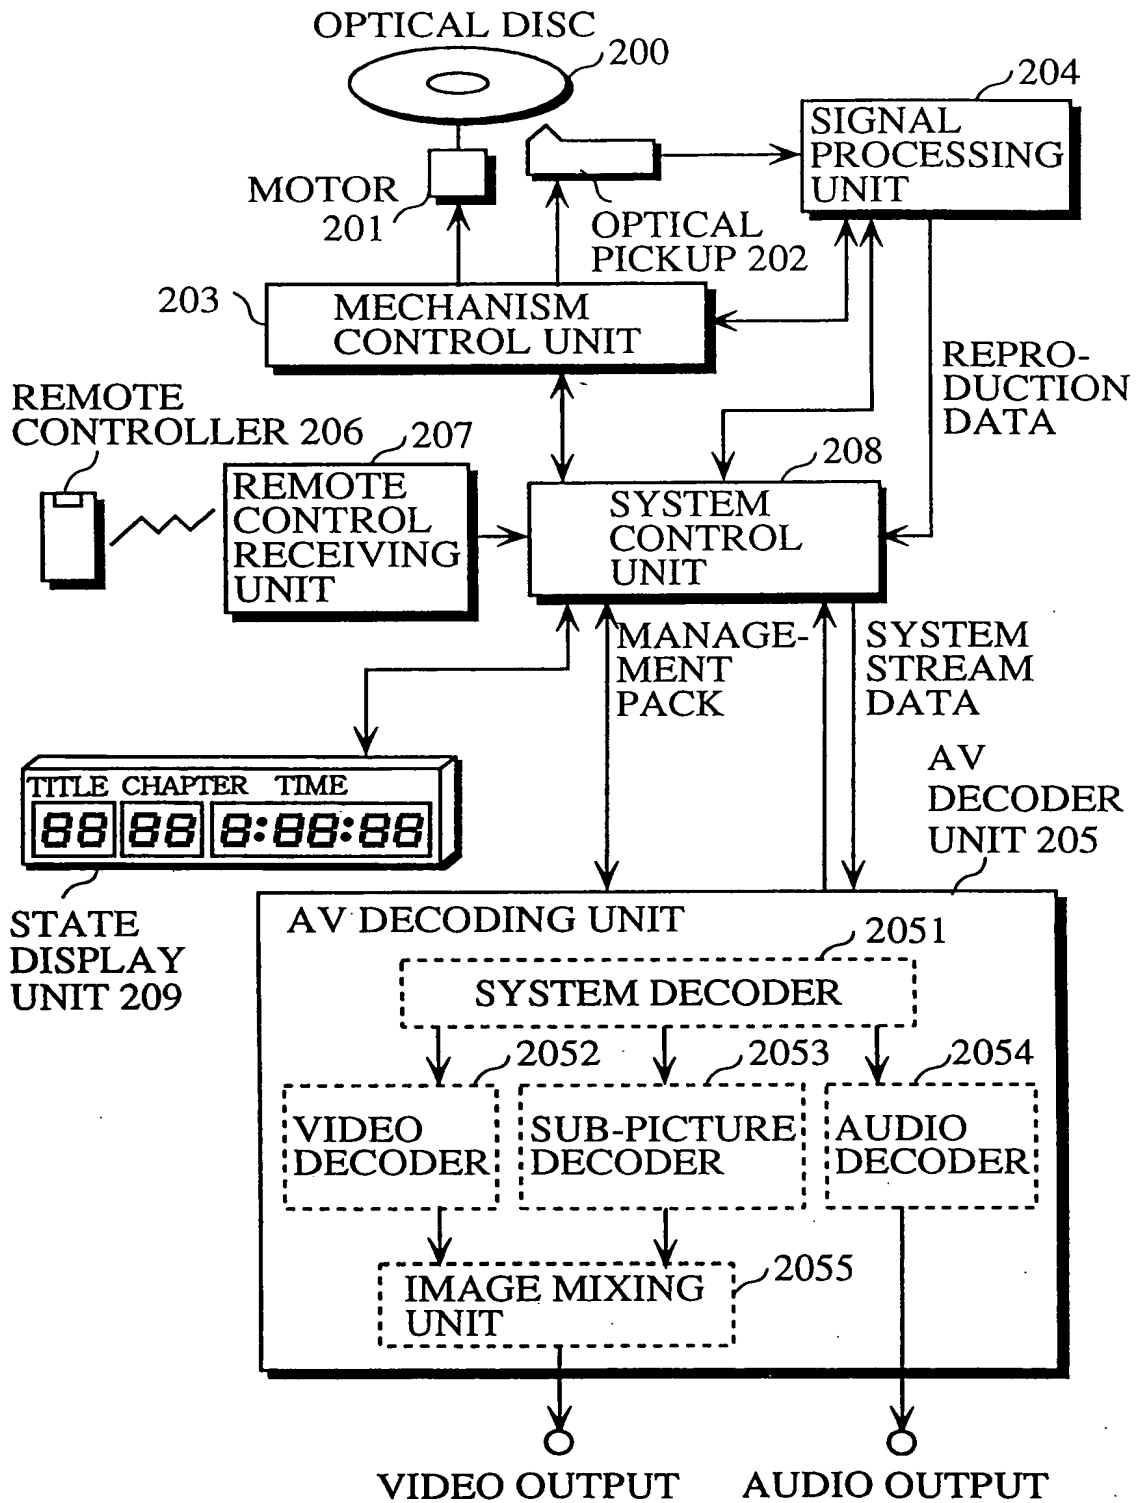 OPTICAL DISC
200
204
SIGNAL
PROCESSING
UNIT
MOTOR
201
OPTICAL
PICKUP 202
203
MECHANISM
CONTROL UNIT
REPRO-
DUCTION
DATA
REMOTE
CONTROLLER 206
207
208
REMOTE
CONTROL
RECEIVING
UNIT
SYSTEM
CONTROL
UNIT
MANAGE-
MENT
PACK
SYSTEM
STREAM
DATA
TITLE CHAPTER TIME
88 88 8:88:88
AV
DECODER
UNIT 205
STATE
DISPLAY
UNIT 209
AV DECODING UNIT
2051
SYSTEM DECODER
2052
2053
2054
VIDEO
DECODER
SUB-PICTURE
DECODER
AUDIO
DECODER
2055
IMAGE MIXING
UNIT
VIDEO OUTPUT
AUDIO OUTPUT